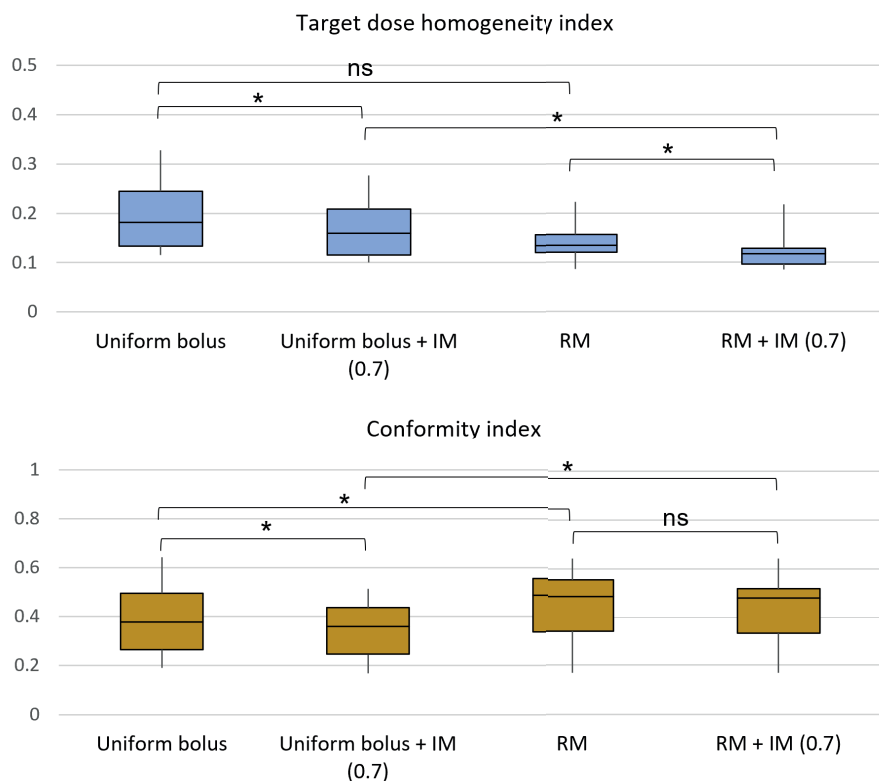 Target dose homogeneity index
0.5
ns
*
0.4
*
*
0.3
0.2
0.1
0
Uniform bolus
Uniform bolus + IM
(0.7)
RM
RM + IM (0.7)
Conformity index
1
*
*
0.8
*
ns
0.6
0.4
0.2
0
Uniform bolus
Uniform bolus + IM
(0.7)
RM
RM + IM (0.7)